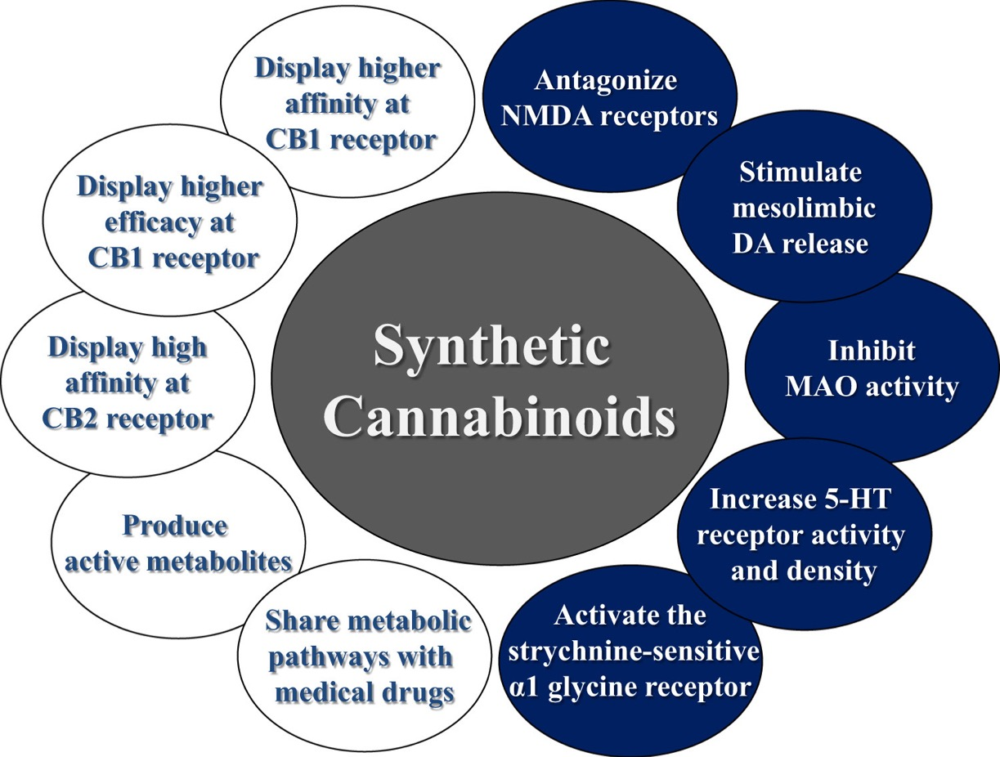 Display higher
affinity at
CB1 receptor
Antagonize
NMDA receptors
Display higher
efficacy at
CB1 receptor
Stimulate
mesolimbic
DA release
Synthetic
Cannabinoids
Display high
affinity at
CB2 receptor
Inhibit
MAO activity
Produce
active metabolites
Increase 5-HT
receptor activity
and density
Share metabolic
pathways with
medical drugs
Activate the
strychnine-sensitive
α1 glycine receptor